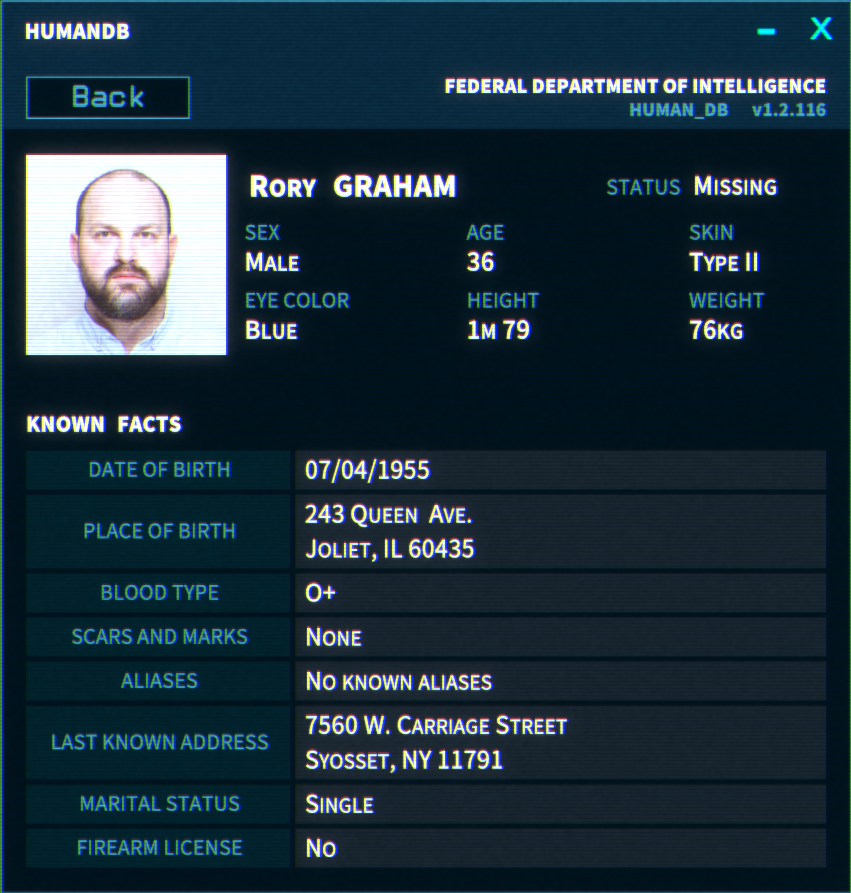 HUMANDB
– X
Back
FEDERAL DEPARTMENT OF INTELLIGENCE
HUMAN_DB v1.2.116
RORY GRAHAM
STATUS MISSING
SEX AGE SKIN
MALE 36 TYPE II
EYE COLOR HEIGHT WEIGHT
BLUE 1M 79 76KG
KNOWN FACTS
DATE OF BIRTH 07/04/1955
PLACE OF BIRTH 243 QUEEN AVE.
JOLIET, IL 60435
BLOOD TYPE O+
SCARS AND MARKS NONE
ALIASES NO KNOWN ALIASES
LAST KNOWN ADDRESS 7560 W. CARRIAGE STREET
SYOSSET, NY 11791
MARITAL STATUS SINGLE
FIREARM LICENSE NO